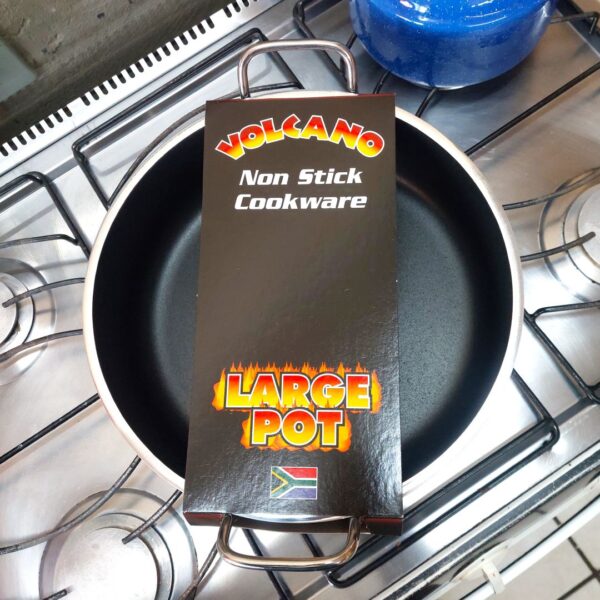 VOLCANO
Non Stick
Cookware
LARGE
POT